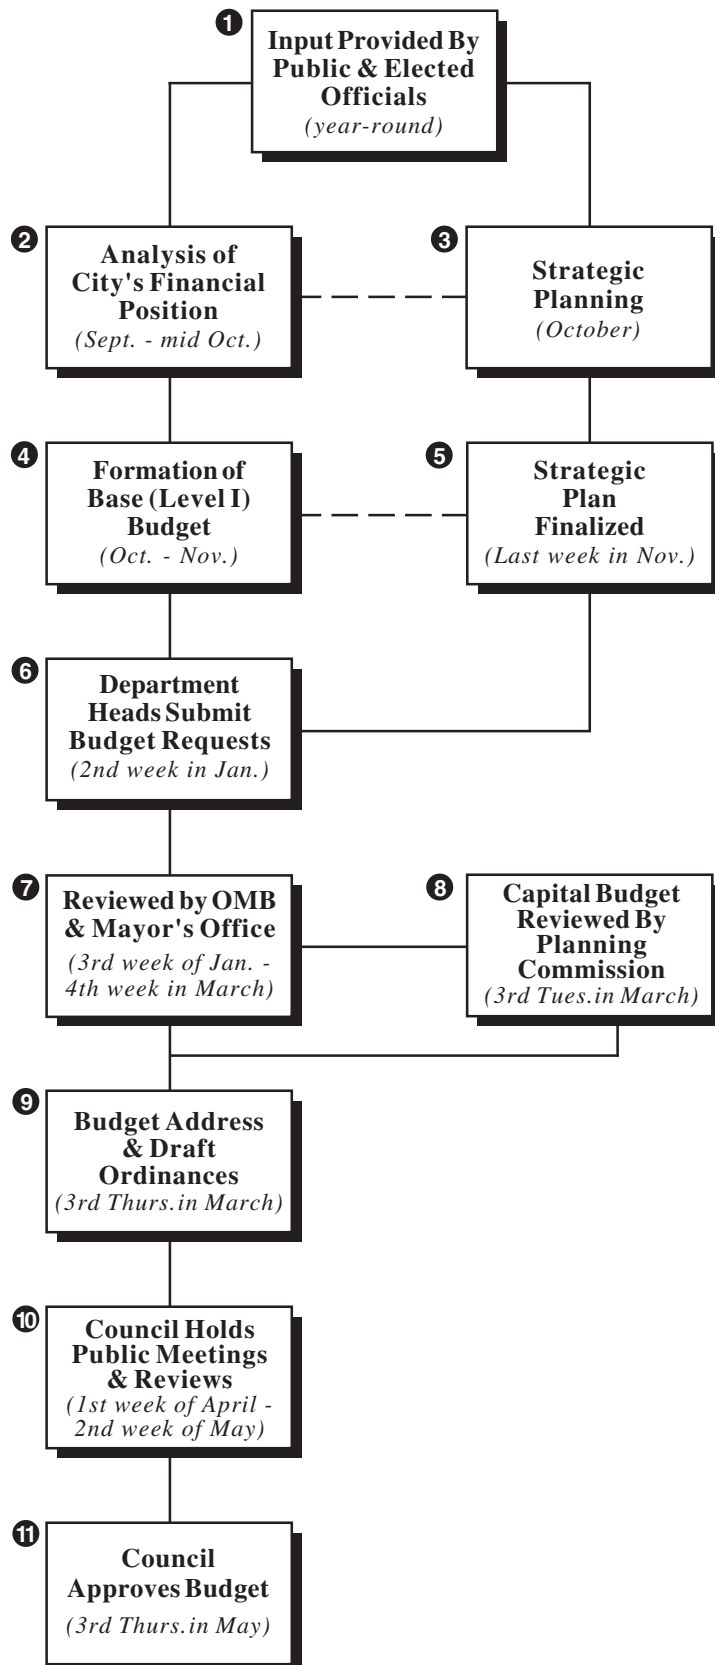 1
Input Provided By
Public & Elected
Officials
(year-round)
2
Analysis of
City's Financial
Position
(Sept. - mid Oct.)
3
Strategic
Planning
(October)
4
Formation of
Base (Level I)
Budget
(Oct. - Nov.)
5
Strategic
Plan
Finalized
(Last week in Nov.)
6
Department
Heads Submit
Budget Requests
(2nd week in Jan.)
7
Reviewed by OMB
& Mayor's Office
(3rd week of Jan. -
4th week in March)
8
Capital Budget
Reviewed By
Planning
Commission
(3rd Tues.in March)
9
Budget Address
& Draft
Ordinances
(3rd Thurs.in March)
10
Council Holds
Public Meetings
& Reviews
(1st week of April -
2nd week of May)
11
Council
Approves Budget
(3rd Thurs.in May)